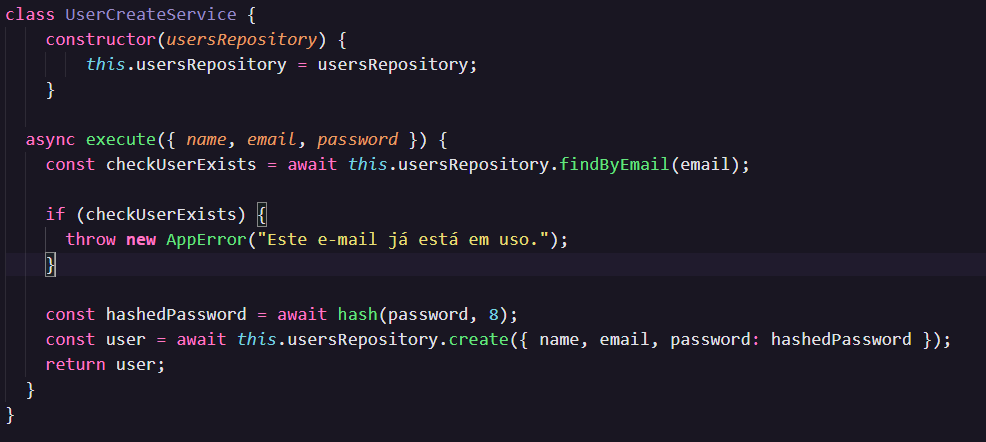 class UserCreateService {
    constructor(usersRepository) {
        this.usersRepository = usersRepository;
    }

  async execute({ name, email, password }) {
    const checkUserExists = await this.usersRepository.findByEmail(email);

    if (checkUserExists) {
      throw new AppError("Este e-mail já está em uso.");
    }

    const hashedPassword = await hash(password, 8);
    const user = await this.usersRepository.create({ name, email, password: hashedPassword });
    return user;
  }
}